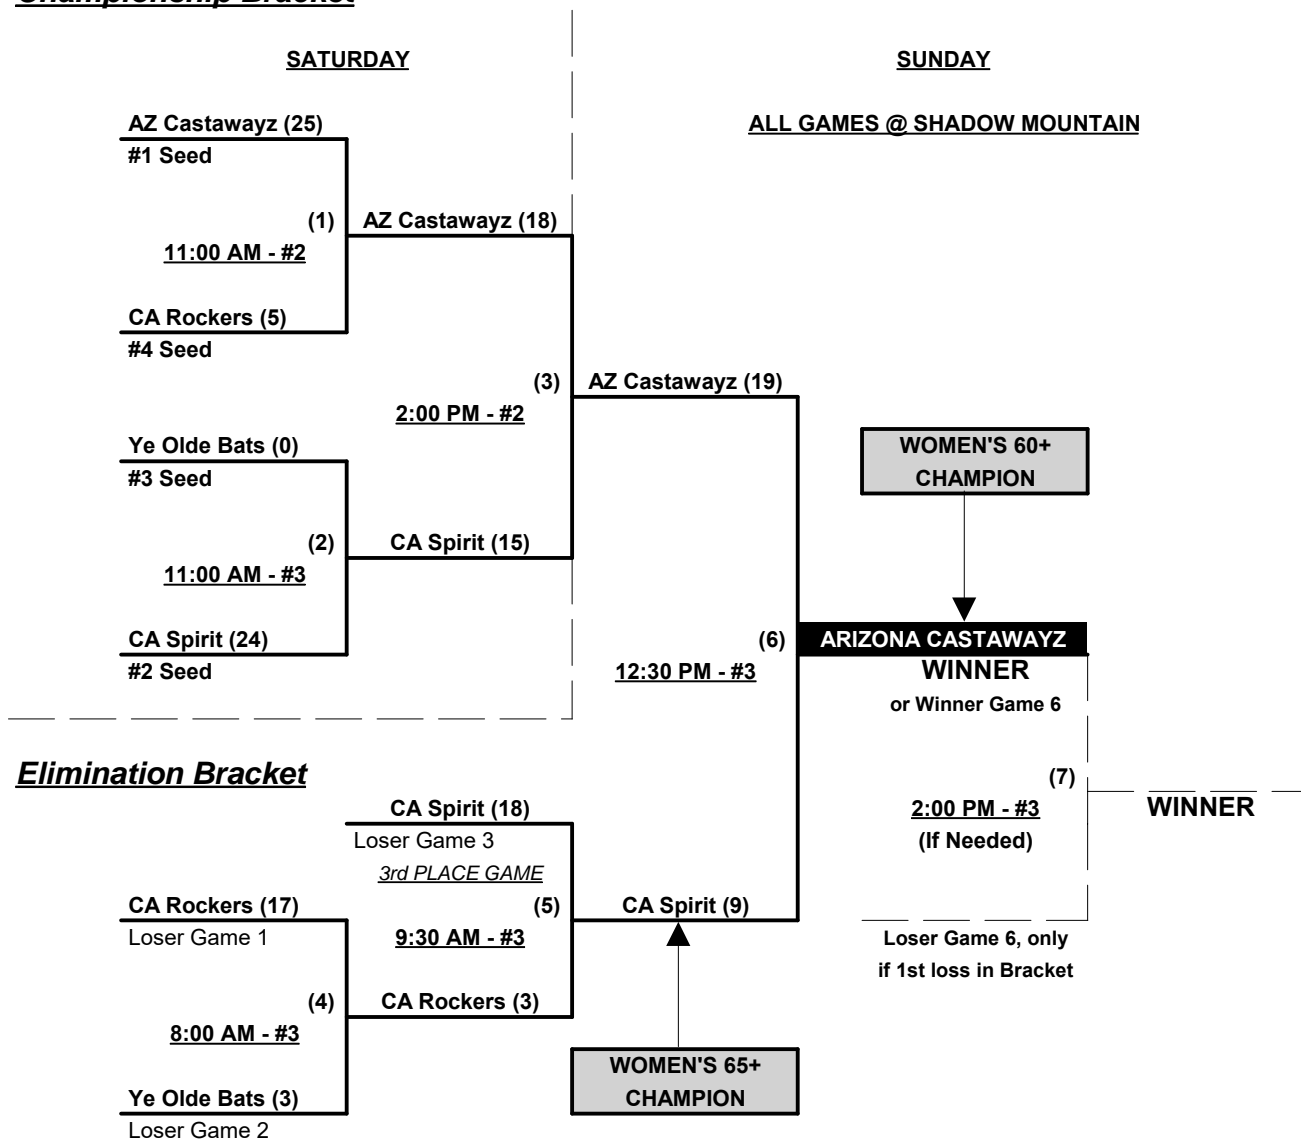 Championship Bracket
SATURDAY
SUNDAY
AZ Castawayz (25)
ALL GAMES @ SHADOW MOUNTAIN
#1 Seed
(1)
AZ Castawayz (18)
11:00 AM - #2
CA Rockers (5)
#4 Seed
(3)
AZ Castawayz (19)
2:00 PM - #2
Ye Olde Bats (0)
#3 Seed
WOMEN'S 60+
CHAMPION
(2)
CA Spirit (15)
11:00 AM - #3
CA Spirit (24)
#2 Seed
(6)
12:30 PM - #3
ARIZONA CASTAWAYZ
WINNER
or Winner Game 6
Elimination Bracket
(7)
2:00 PM - #3
(If Needed)
WINNER
CA Spirit (18)
Loser Game 3
3rd PLACE GAME
CA Rockers (17)
Loser Game 1
(5)
9:30 AM - #3
CA Spirit (9)
Loser Game 6, only
if 1st loss in Bracket
(4)
8:00 AM - #3
CA Rockers (3)
WOMEN'S 65+
CHAMPION
Ye Olde Bats (3)
Loser Game 2